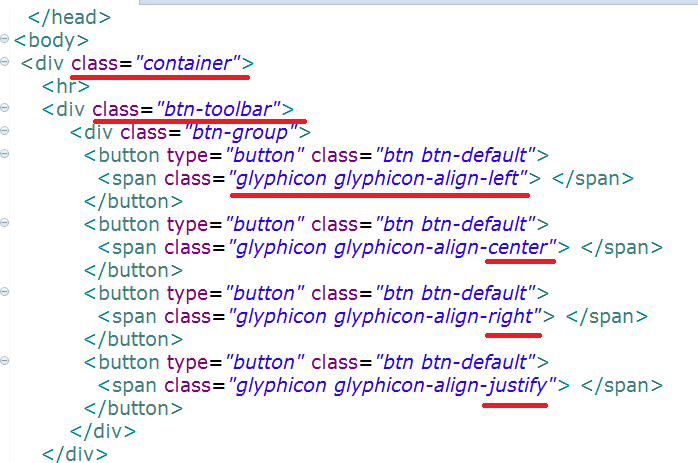 </head>
<body>
<div class="container">
<hr>
<div class="btn-toolbar">
<div class="btn-group">
<button type="button" class="btn btn-default">
<span class="glyphicon glyphicon-align-left"> </span>
</button>
<button type="button" class="btn btn-default">
<span class="glyphicon glyphicon-align-center"> </span>
</button>
<button type="button" class="btn btn-default">
<span class="glyphicon glyphicon-align-right"> </span>
</button>
<button type="button" class="btn btn-default">
<span class="glyphicon glyphicon-align-justify"> </span>
</button>
</div>
</div>